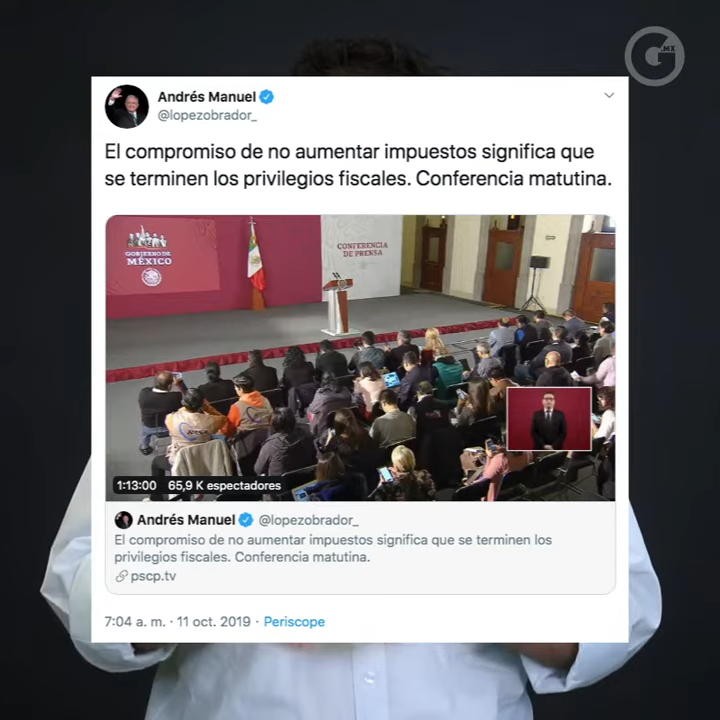 G.MX
Andrés Manuel
@lopezobrador_
El compromiso de no aumentar impuestos significa que
se terminen los privilegios fiscales. Conferencia matutina.
GOBIERNO DE
MÉXICO
CONFERENCIA
DE PRENSA
1:13:00 65,9 K espectadores
Andrés Manuel @lopezobrador_
El compromiso de no aumentar impuestos significa que se terminen los
privilegios fiscales. Conferencia matutina.
pscp.tv
7:04 a. m. · 11 oct. 2019 · Periscope